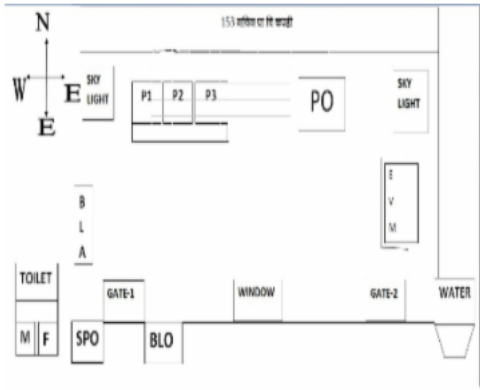 153
N
W E
E
SKY
LIGHT
P1 P2 P3
PO
SKY
LIGHT
E
V
M
B
L
A
TOILET
M F
GATE-1
WINDOW
GATE-2
WATER
SPO
BLO